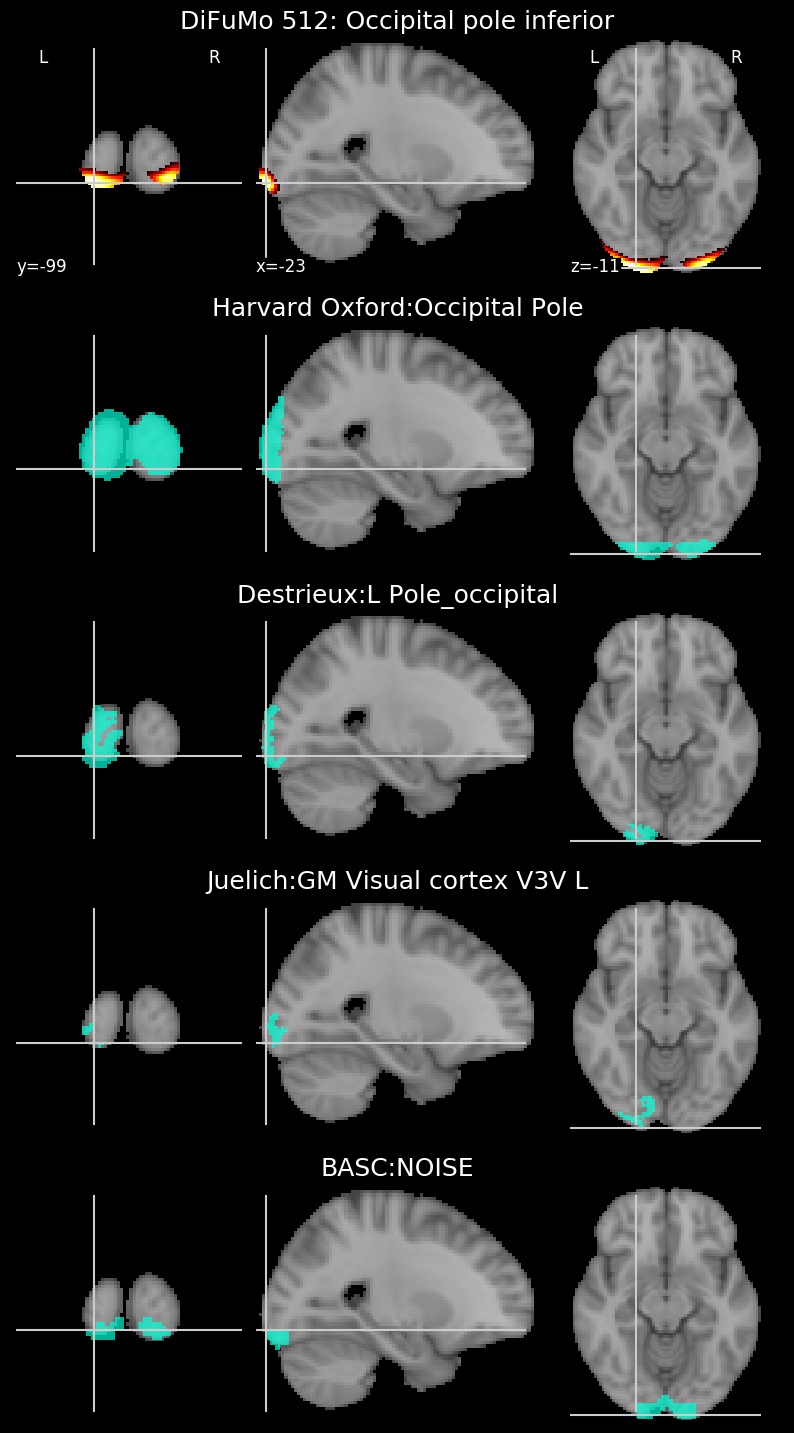 DiFuMo 512: Occipital pole inferior
L R L R
y=-99 x=-23 z=-11
Harvard Oxford:Occipital Pole
Destrieux:L Pole_occipital
Juelich:GM Visual cortex V3V L
BASC:NOISE